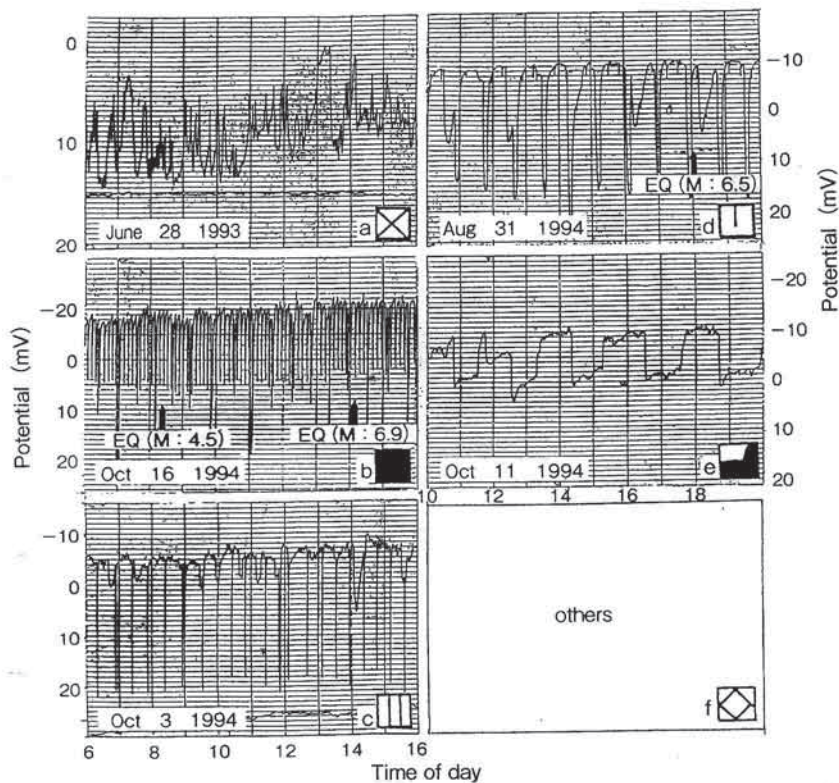 0
10
20
June 28 1993
a
-10
0
10
20
EQ (M : 6.5)
Aug 31 1994
d
-20
0
10
20
EQ (M : 4.5)
EQ (M : 6.9)
Oct 16 1994
b
-20
-10
0
10
20
Oct 11 1994
e
10 12 14 16 18
-10
0
10
20
Oct 3 1994
c
6 8 10 12 14 16
others
f
Potential (mV)
Potential (mV)
Time of day